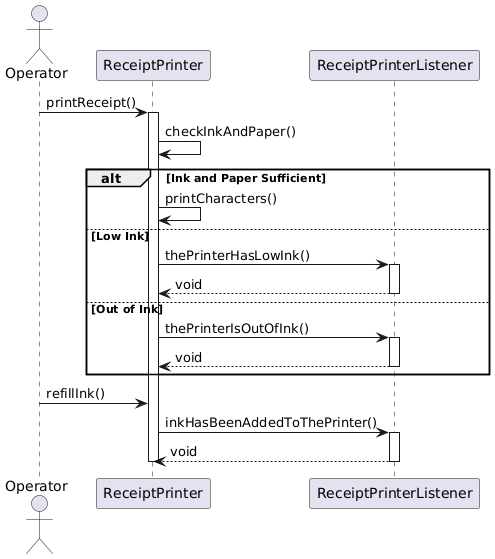 Operator
ReceiptPrinter
ReceiptPrinterListener
printReceipt()
checkInkAndPaper()
alt
[Ink and Paper Sufficient]
printCharacters()
[Low Ink]
thePrinterHasLowInk()
void
[Out of Ink]
thePrinterIsOutOfInk()
void
refillInk()
inkHasBeenAddedToThePrinter()
void
Operator
ReceiptPrinter
ReceiptPrinterListener